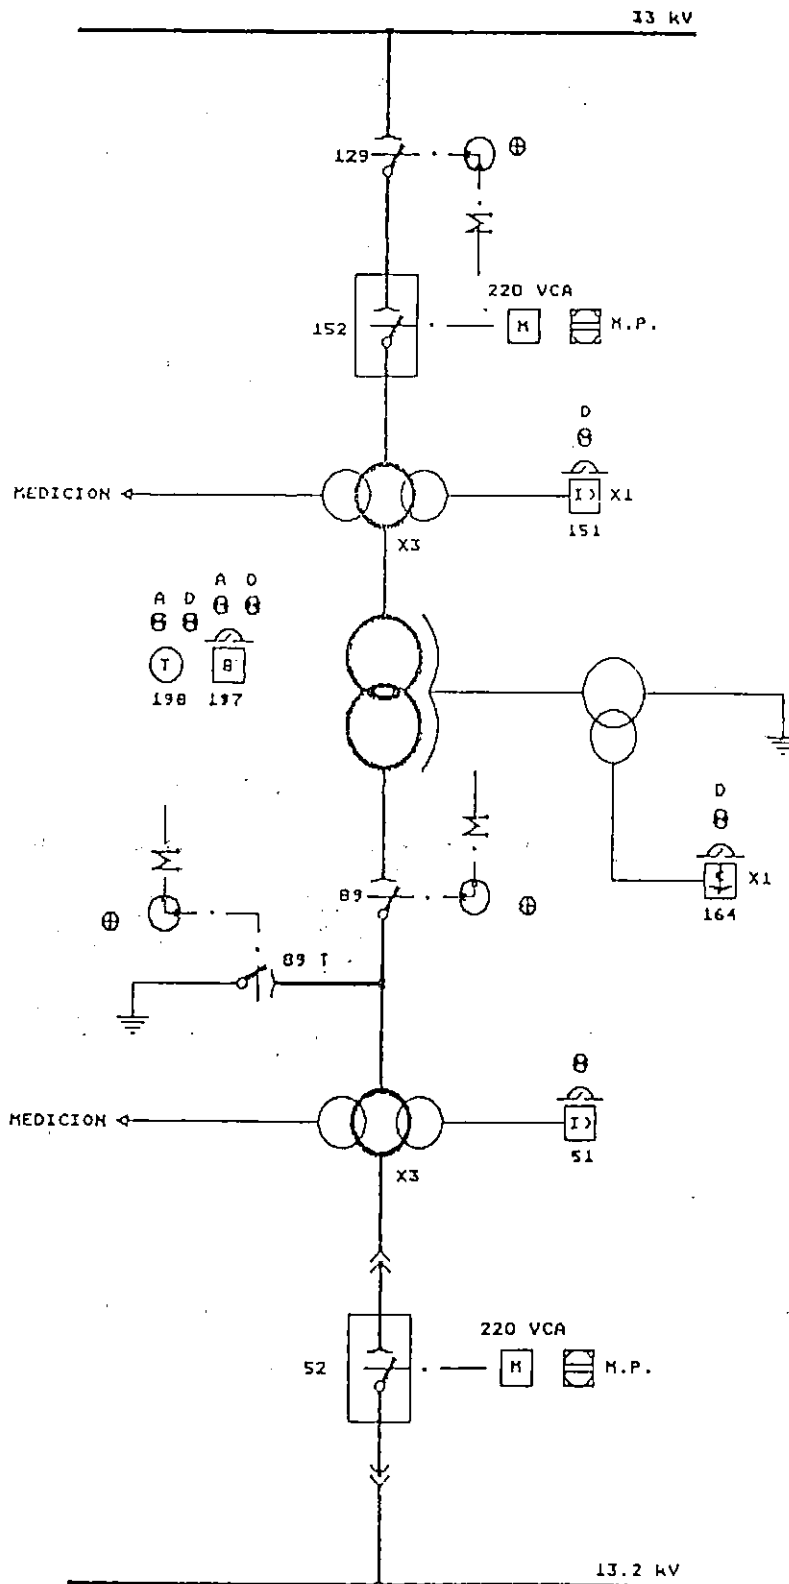 33 kV
129
220 VCA
152
M
M.P.
D
MEDICION
I>
X1
151
X3
A D
A D
T
B
198
197
D
X1
164
89
89 T
MEDICION
I>
51
X3
220 VCA
52
M
M.P.
13.2 kV